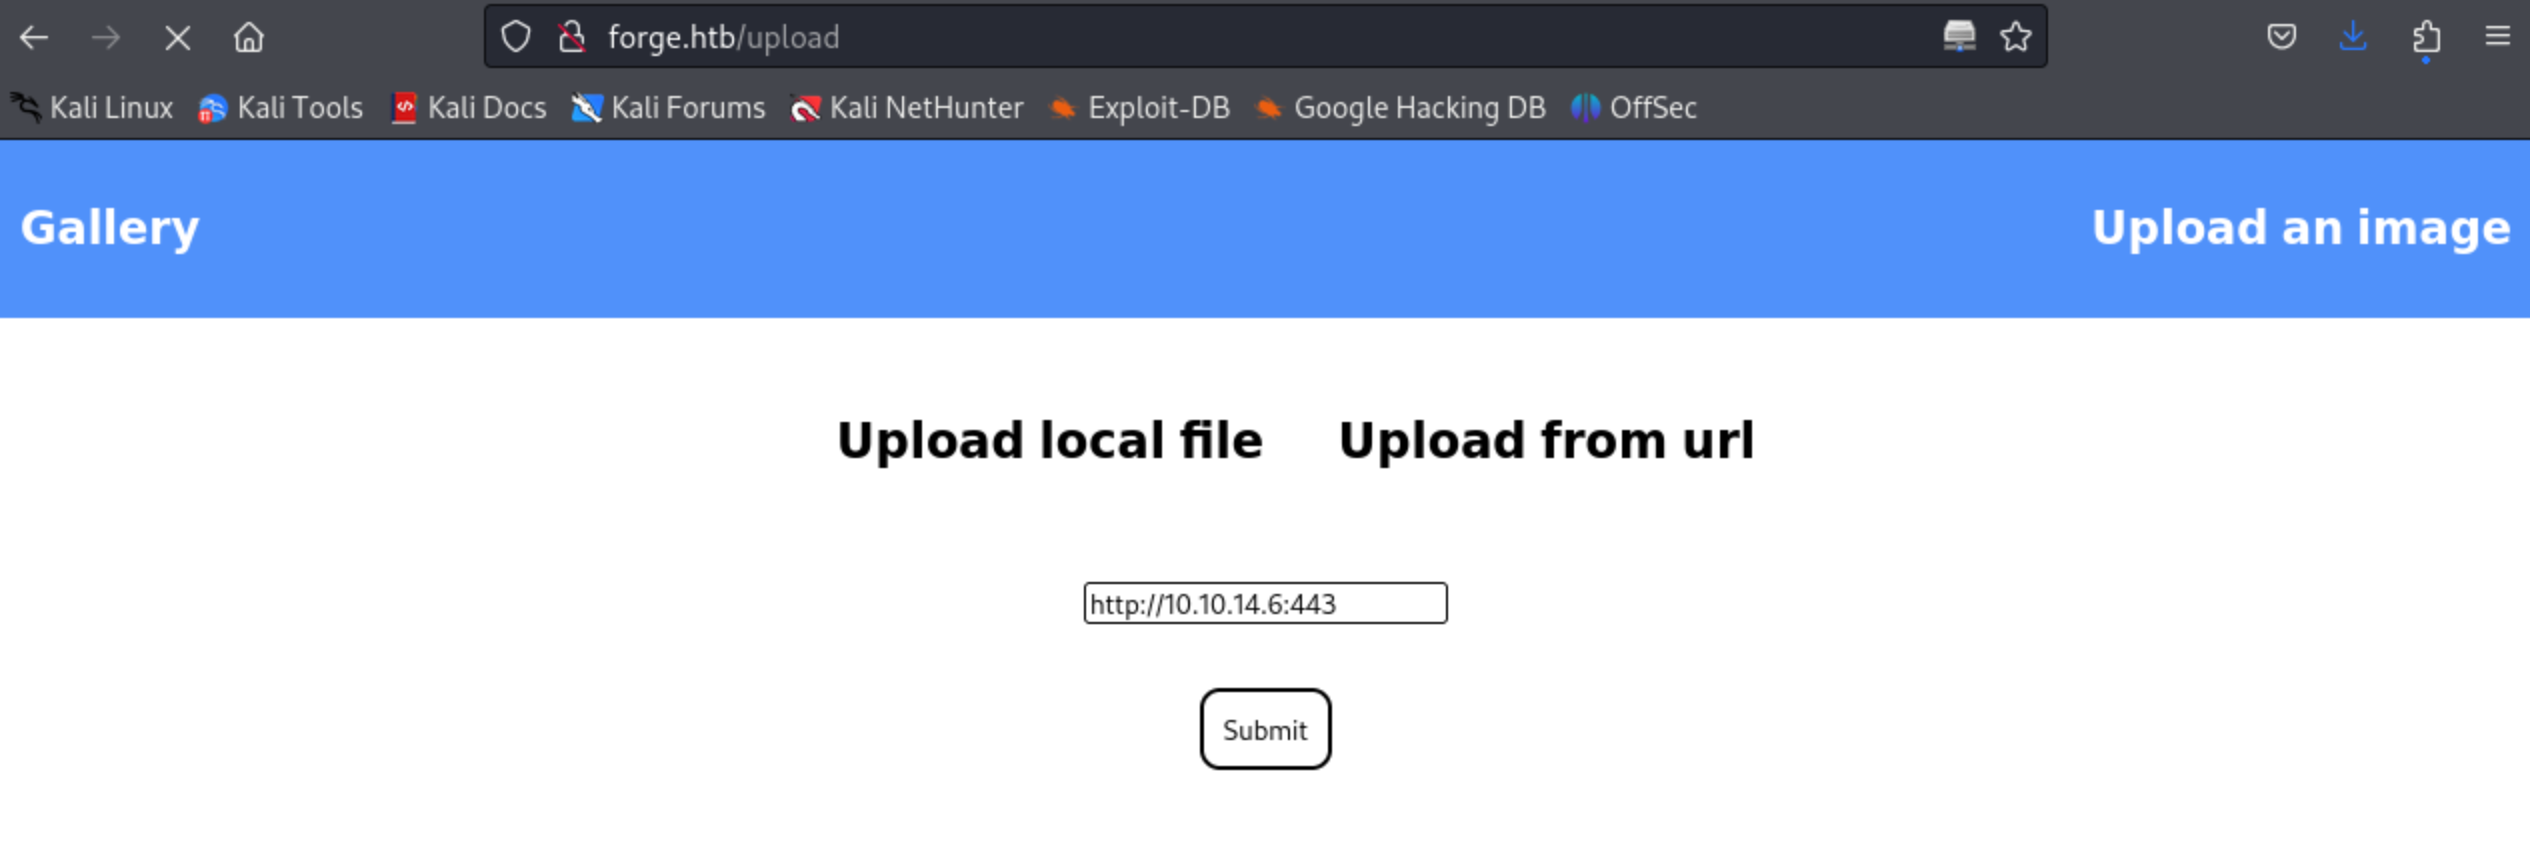 forge.htb/upload
Kali Linux Kali Tools Kali Docs Kali Forums Kali NetHunter Exploit-DB Google Hacking DB OffSec
Gallery Upload an image
Upload local file Upload from url
http://10.10.14.6:443
Submit